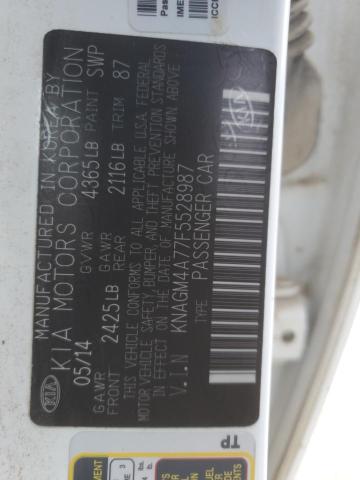 MANUFACTURED IN KOREA BY
KIA MOTORS CORPORATION
05/14 GVWR 4365LB PAINT SWP
GAWR FRONT 2425LB GAWR REAR 2116LB TRIM 87
THIS VEHICLE CONFORMS TO ALL APPLICABLE U.S.A. FEDERAL
MOTOR VEHICLE SAFETY, BUMPER, AND THEFT PREVENTION STANDARDS
IN EFFECT ON THE DATE OF MANUFACTURE SHOWN ABOVE.
V.I.N KNAGM4A77F5528987
TYPE: PASSENGER CAR
KIA
KIA
TP